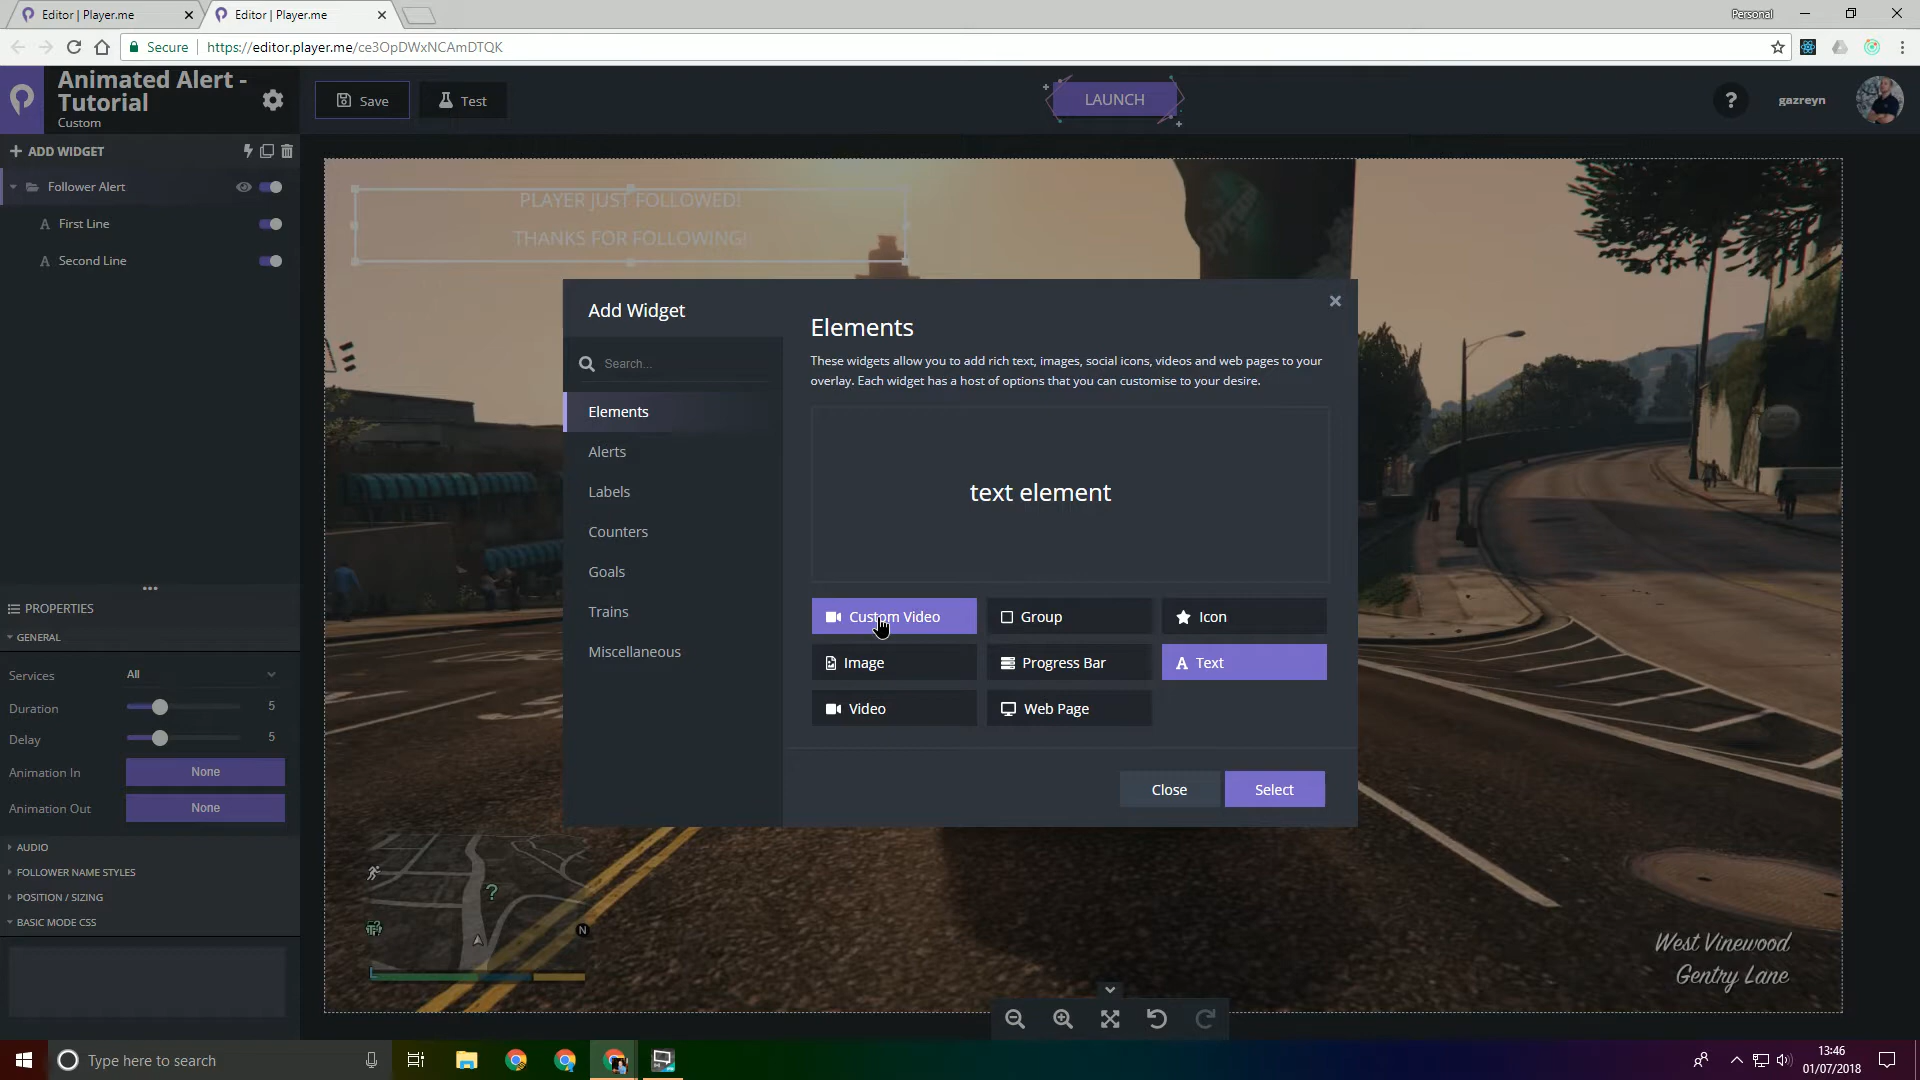 Editor | Player.me
Editor | Player.me
Personal
Secure
https://editor.player.me/ce3OpDWxNCAmDTQK
Animated Alert -
Tutorial
Custom
Save
Test
LAUNCH
?
gazreyn
ADD WIDGET
Follower Alert
A First Line
A Second Line
PLAYER JUST FOLLOWED!
THANKS FOR FOLLOWING!
Add Widget
Search...
Elements
Alerts
Labels
Counters
Goals
Trains
Miscellaneous
Elements
These widgets allow you to add rich text, images, social icons, videos and web pages to your
overlay. Each widget has a host of options that you can customise to your desire.
text element
Custom Video
Group
Icon
Image
Progress Bar
A Text
Video
Web Page
Close
Select
PROPERTIES
GENERAL
Services
All
Duration
5
Delay
5
Animation In
None
Animation Out
None
AUDIO
FOLLOWER NAME STYLES
POSITION / SIZING
BASIC MODE CSS
?
N
West Vinewood
Gentry Lane
Type here to search
13:46
01/07/2018